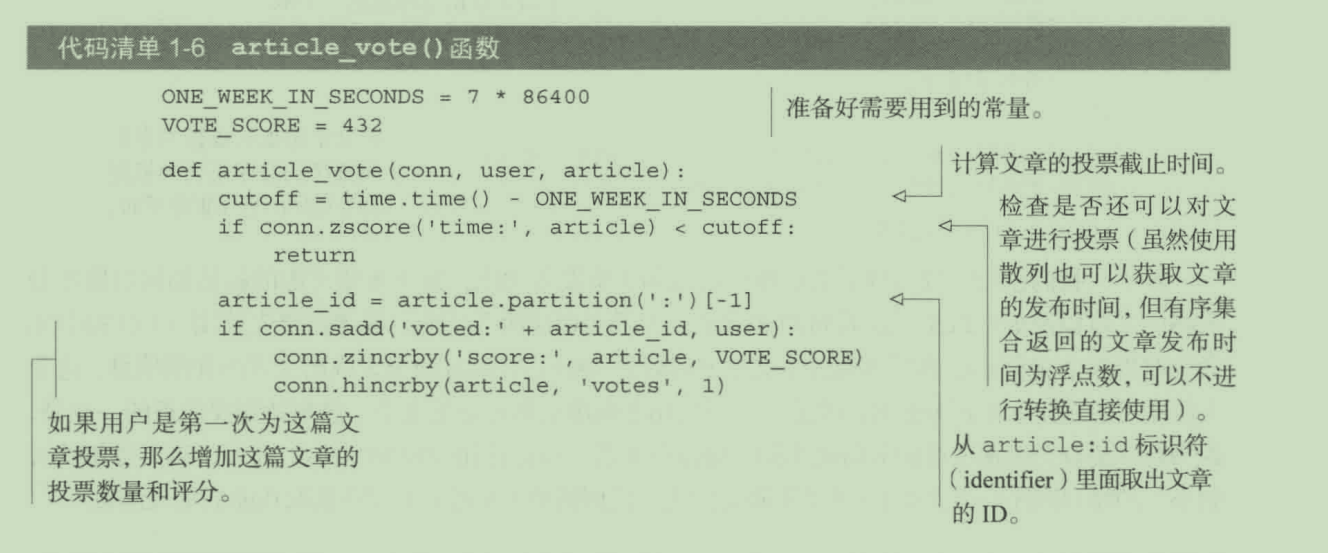 代码清单 1-6 article_vote()函数
ONE_WEEK_IN_SECONDS = 7 * 86400
VOTE_SCORE = 432
准备好需要用到的常量。
def article_vote(conn, user, article):
    cutoff = time.time() - ONE_WEEK_IN_SECONDS
    if conn.zscore('time:', article) < cutoff:
        return
    article_id = article.partition(':')[-1]
    if conn.sadd('voted:' + article_id, user):
        conn.zincrby('score:', article, VOTE_SCORE)
        conn.hincrby(article, 'votes', 1)
计算文章的投票截止时间。
检查是否还可以对文
章进行投票（虽然使用
散列也可以获取文章
的发布时间，但有序集
合返回的文章发布时
间为浮点数，可以不进
行转换直接使用）。
从 article:id 标识符
（identifier）里面取出文章
的 ID。
如果用户是第一次为这篇文
章投票，那么增加这篇文章的
投票数量和评分。